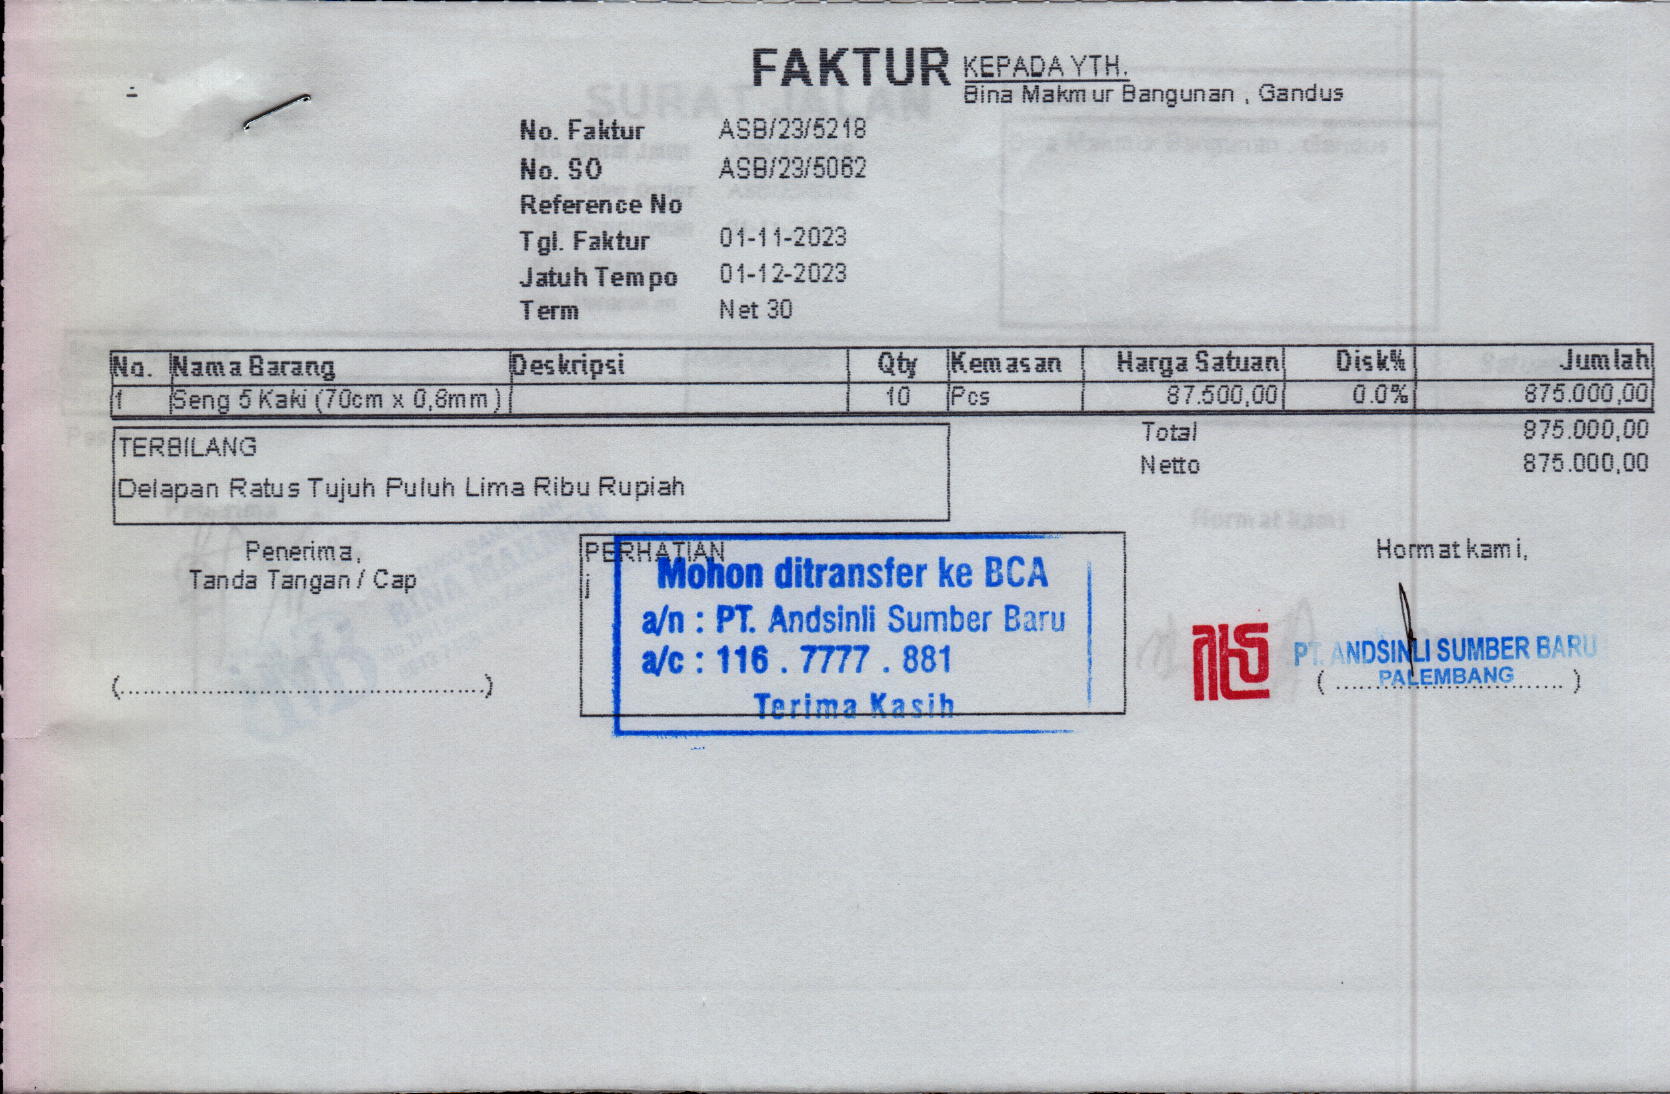 FAKTUR
KEPADA YTH.
Bina Makmur Bangunan , Gandus
No. Faktur ASB/23/5218
No. SO ASB/23/5062
Reference No
Tgl. Faktur 01-11-2023
Jatuh Tempo 01-12-2023
Term Net 30
No. Nama Barang Deskripsi Qty Kemasan Harga Satuan Disk% Jumlah
1 Seng 5 Kaki (70cm x 0,8mm) 10 Pcs 87.500,00 0.0% 875.000,00
Total 875.000,00
Netto 875.000,00
TERBILANG
Delapan Ratus Tujuh Puluh Lima Ribu Rupiah
Penerima,
Tanda Tangan / Cap
(................................................)
PERHATIAN
j
Mohon ditransfer ke BCA
a/n : PT. Andsinli Sumber Baru
a/c : 116 . 7777 . 881
Terima Kasih
Hormat kami,
PT. ANDSINLI SUMBER BARU
PALEMBANG
( .............................. )